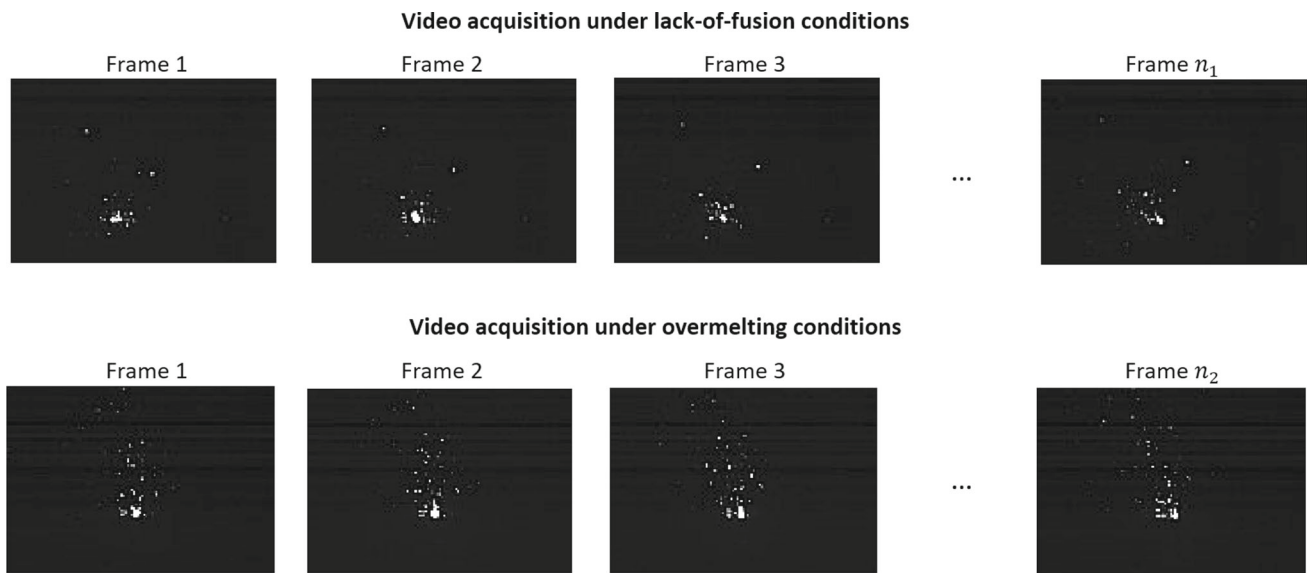 Video acquisition under lack-of-fusion conditions
Frame 1 Frame 2 Frame 3 Frame n₁
...
Video acquisition under overmelting conditions
Frame 1 Frame 2 Frame 3 Frame n₂
...